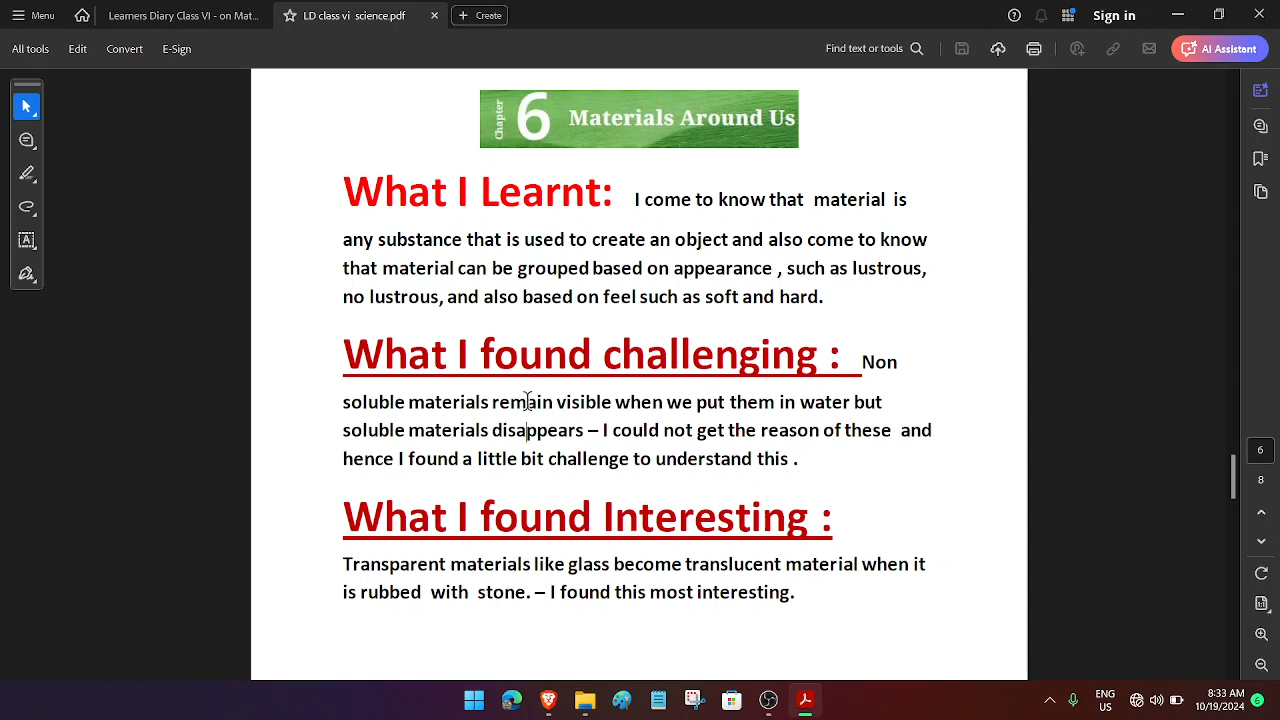 Menu
Learners Diary Class VI - on Mat...
LD class vi science.pdf
Create
Sign in
All tools
Edit
Convert
E-Sign
Find text or tools
AI Assistant
Chapter 6 Materials Around Us
What I Learnt: I come to know that material is
any substance that is used to create an object and also come to know
that material can be grouped based on appearance , such as lustrous,
no lustrous, and also based on feel such as soft and hard.
What I found challenging : Non
soluble materials remain visible when we put them in water but
soluble materials disappears – I could not get the reason of these and
hence I found a little bit challenge to understand this .
What I found Interesting :
Transparent materials like glass become translucent material when it
is rubbed with stone. – I found this most interesting.
6
8
ENG
US
8:33 AM
10/19/2024
6